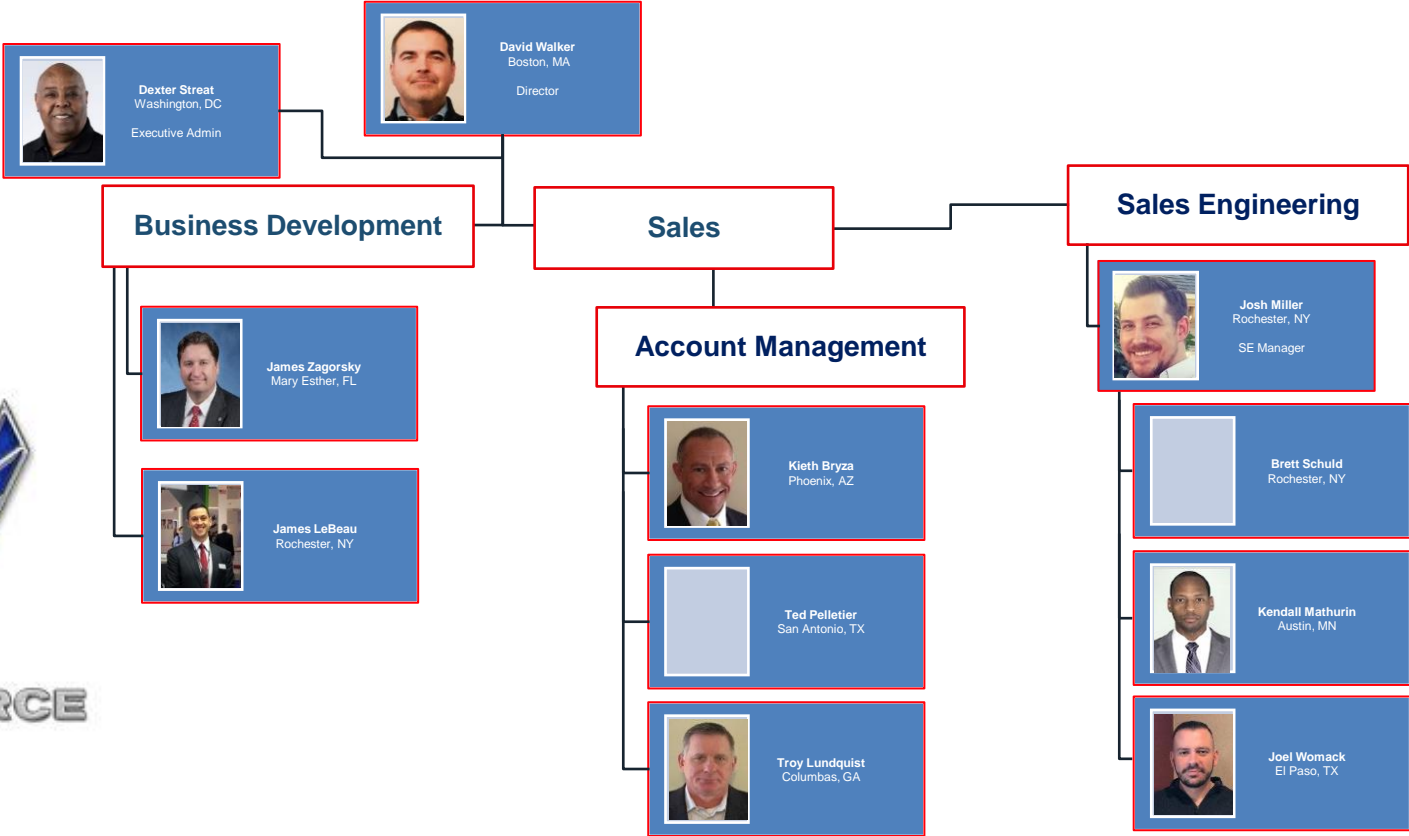 David Walker
Boston, MA
Director
Dexter Streat
Washington, DC
Executive Admin
Business Development
Sales
Sales Engineering
James Zagorsky
Mary Esther, FL
James LeBeau
Rochester, NY
Account Management
Kieth Bryza
Phoenix, AZ
Ted Pelletier
San Antonio, TX
Troy Lundquist
Columbas, GA
Josh Miller
Rochester, NY
SE Manager
Brett Schuld
Rochester, NY
Kendall Mathurin
Austin, MN
Joel Womack
El Paso, TX
RCE